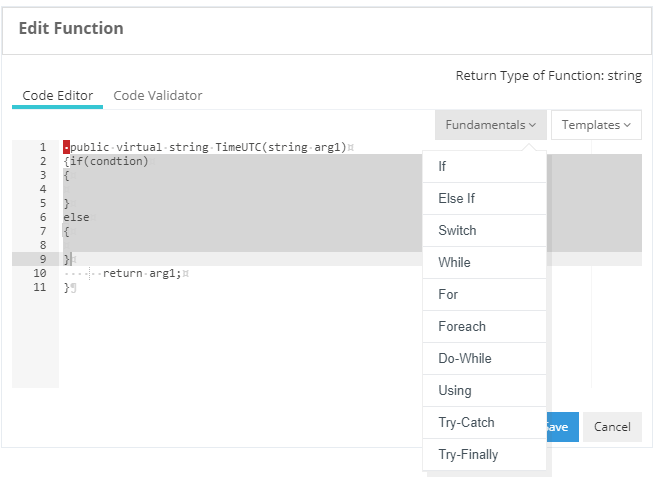 Edit Function
Return Type of Function: string
Code Editor
Code Validator
Fundamentals
Templates
1 public virtual string TimeUTC(string arg1)
2 {if(condtion)
3 {
4
5 }
6 else
7 {
8
9 }
10 return arg1;
11 }
If
Else If
Switch
While
For
Foreach
Do-While
Using
Try-Catch
Try-Finally
Cancel